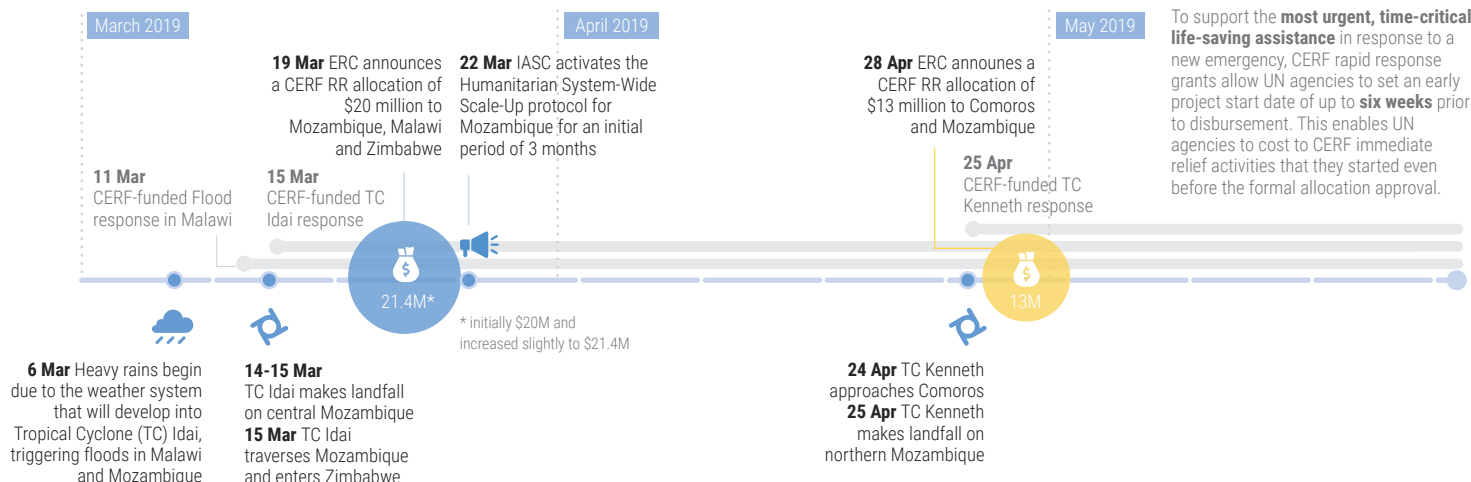 March 2019
April 2019
May 2019
19 Mar ERC announces
a CERF RR allocation of
$20 million to
Mozambique, Malawi
and Zimbabwe
22 Mar IASC activates the
Humanitarian System-Wide
Scale-Up protocol for
Mozambique for an initial
period of 3 months
28 Apr ERC announes a
CERF RR allocation of
$13 million to Comoros
and Mozambique
To support the most urgent, time-critical
life-saving assistance in response to a
new emergency, CERF rapid response
grants allow UN agencies to set an early
project start date of up to six weeks prior
to disbursement. This enables UN
agencies to cost to CERF immediate
relief activities that they started even
before the formal allocation approval.
11 Mar
CERF-funded Flood
response in Malawi
15 Mar
CERF-funded TC
Idai response
25 Apr
CERF-funded TC
Kenneth response
$
21.4M*
$
13M
* initially $20M and
increased slightly to $21.4M
6 Mar Heavy rains begin
due to the weather system
that will develop into
Tropical Cyclone (TC) Idai,
triggering floods in Malawi
and Mozambique
14-15 Mar
TC Idai makes landfall
on central Mozambique
15 Mar TC Idai
traverses Mozambique
and enters Zimbabwe
24 Apr TC Kenneth
approaches Comoros
25 Apr TC Kenneth
makes landfall on
northern Mozambique